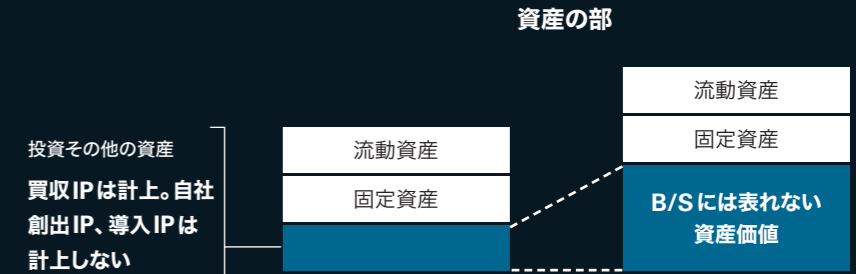 資産の部
投資その他の資産
買収IPは計上。自社
創出IP、導入IPは
計上しない
流動資産
固定資産
流動資産
固定資産
B/Sには表れない
資産価値